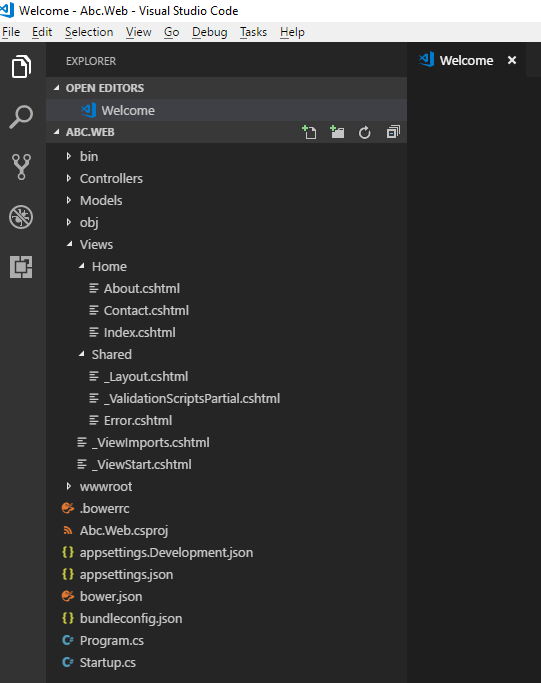 Welcome - Abc.Web - Visual Studio Code
File Edit Selection View Go Debug Tasks Help
EXPLORER
Welcome
OPEN EDITORS
Welcome
ABC.WEB
bin
Controllers
Models
obj
Views
Home
About.cshtml
Contact.cshtml
Index.cshtml
Shared
_Layout.cshtml
_ValidationScriptsPartial.cshtml
Error.cshtml
_ViewImports.cshtml
_ViewStart.cshtml
wwwroot
.bowerrc
Abc.Web.csproj
appsettings.Development.json
appsettings.json
bower.json
bundleconfig.json
Program.cs
Startup.cs